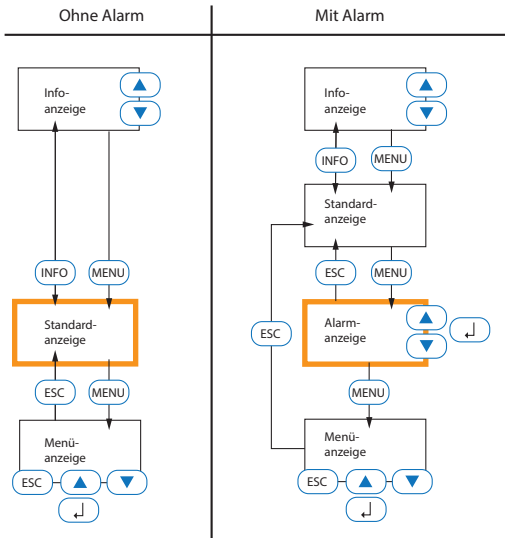 Ohne Alarm
Info-
anzeige
INFO
MENU
Standard-
anzeige
ESC
MENU
Menü-
anzeige
ESC
Mit Alarm
Info-
anzeige
INFO
MENU
Standard-
anzeige
ESC
MENU
ESC
Alarm-
anzeige
MENU
Menü-
anzeige
ESC